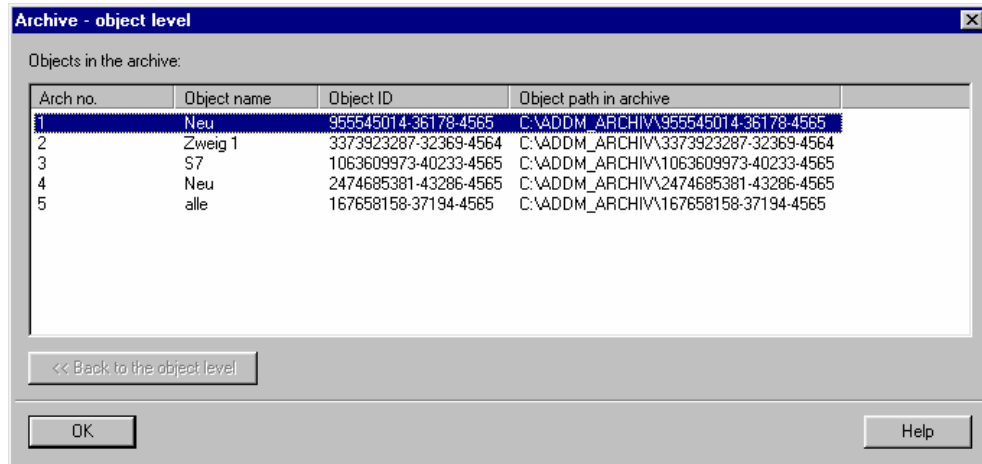 Archive - object level
Objects in the archive:
Arch no. Object name Object ID Object path in archive
1 Neu 955545014-36178-4565 C:\ADDM_ARCHIV\955545014-36178-4565
2 Zweig 1 3373923287-32369-4564 C:\ADDM_ARCHIV\3373923287-32369-4564
3 S7 1063609973-40233-4565 C:\ADDM_ARCHIV\1063609973-40233-4565
4 Neu 2474685381-43286-4565 C:\ADDM_ARCHIV\2474685381-43286-4565
5 alle 167658158-37194-4565 C:\ADDM_ARCHIV\167658158-37194-4565
<< Back to the object level
OK Help